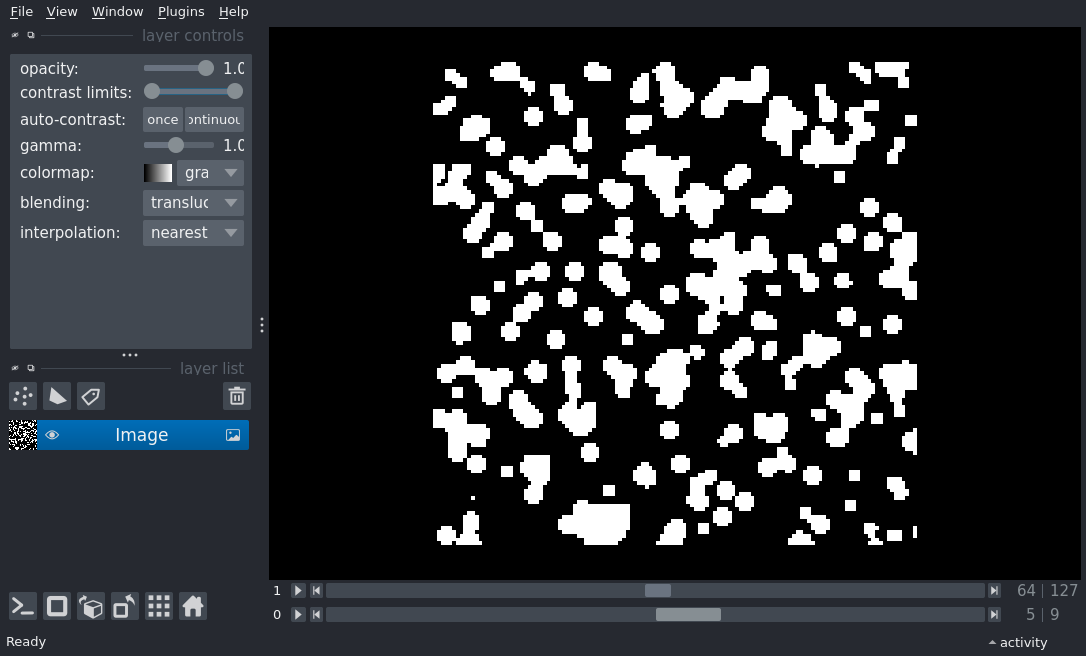 File View Window Plugins Help
layer controls
opacity: 1.0
contrast limits:
auto-contrast: once ontinuou
gamma: 1.0
colormap: gra
blending: transluc
interpolation: nearest
layer list
Image
1 64 | 127
0 5 | 9
Ready activity